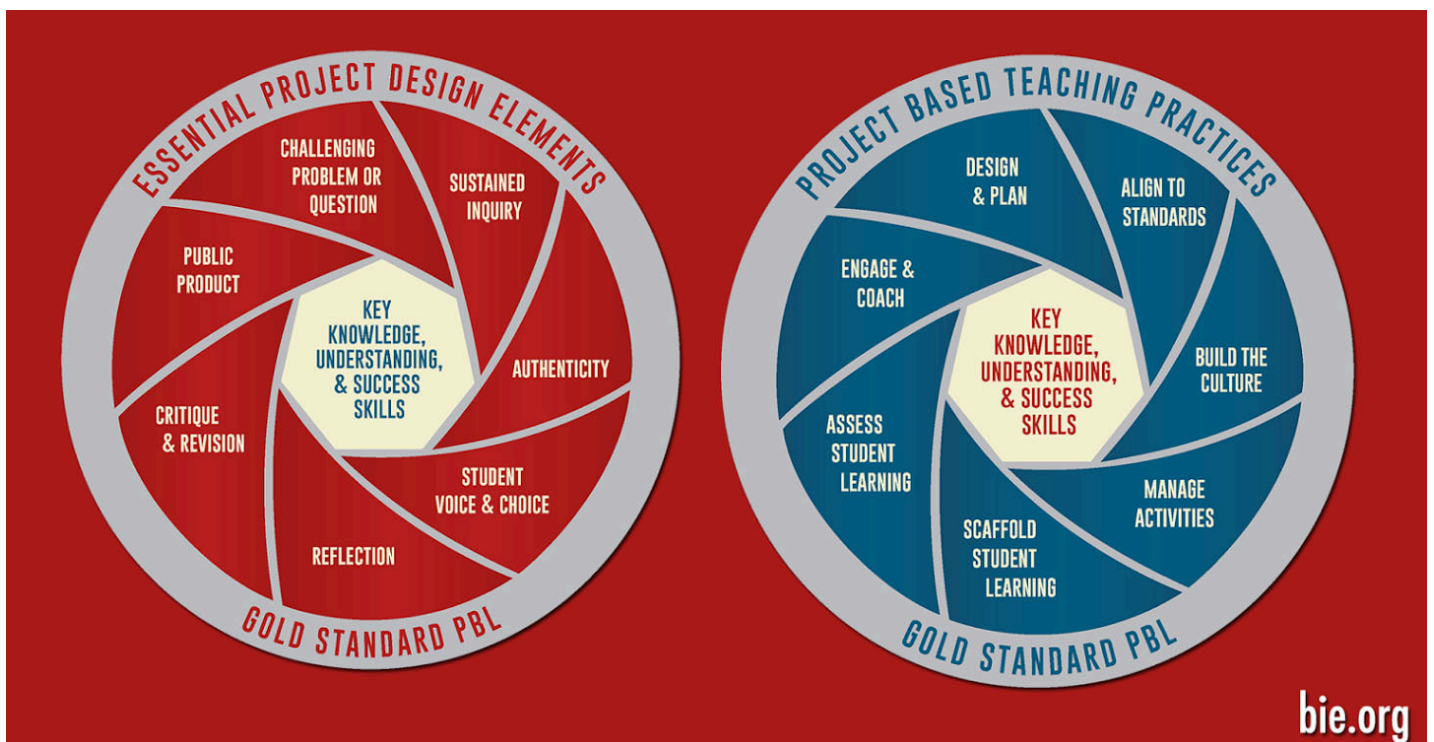 ESSENTIAL PROJECT DESIGN ELEMENTS
CHALLENGING
PROBLEM OR
QUESTION
SUSTAINED
INQUIRY
AUTHENTICITY
STUDENT
VOICE & CHOICE
REFLECTION
CRITIQUE
& REVISION
PUBLIC
PRODUCT
KEY
KNOWLEDGE,
UNDERSTANDING,
& SUCCESS
SKILLS
GOLD STANDARD PBL
PROJECT BASED TEACHING PRACTICES
DESIGN
& PLAN
ALIGN TO
STANDARDS
BUILD THE
CULTURE
MANAGE
ACTIVITIES
SCAFFOLD
STUDENT
LEARNING
ASSESS
STUDENT
LEARNING
ENGAGE &
COACH
KEY
KNOWLEDGE,
UNDERSTANDING,
& SUCCESS
SKILLS
GOLD STANDARD PBL
bie.org